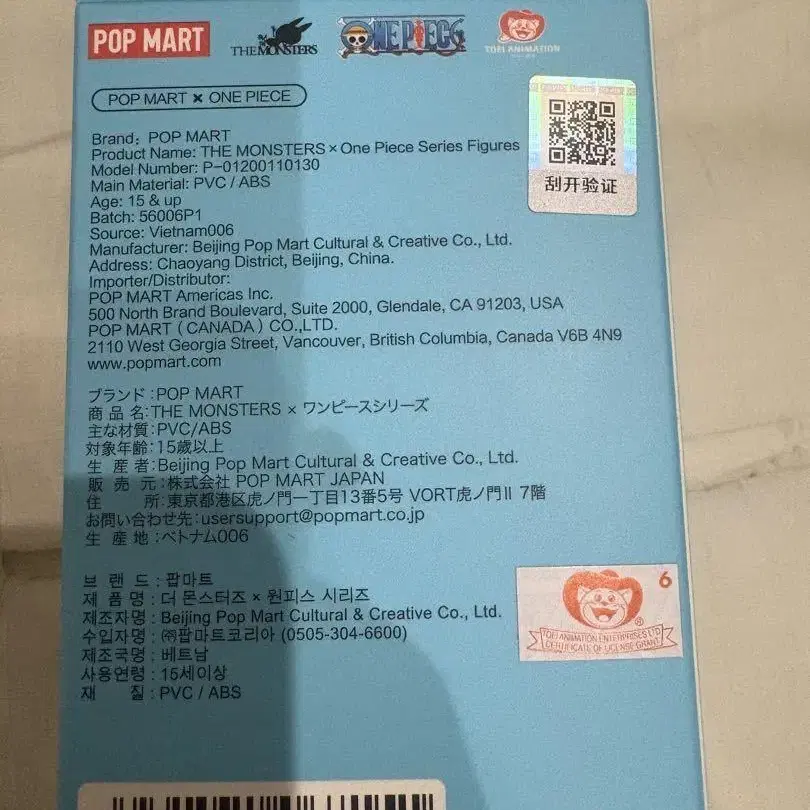 POP MART
THE MONSTERS
ONE PIECE
TOEI ANIMATION
POP MART × ONE PIECE
Brand: POP MART
Product Name: THE MONSTERS × One Piece Series Figures
Model Number: P-01200110130
Main Material: PVC / ABS
Age: 15 & up
Batch: 56006P1
Source: Vietnam006
Manufacturer: Beijing Pop Mart Cultural & Creative Co., Ltd.
Address: Chaoyang District, Beijing, China.
Importer/Distributor:
POP MART Americas Inc.
500 North Brand Boulevard, Suite 2000, Glendale, CA 91203, USA
POP MART ( CANADA ) CO.,LTD.
2110 West Georgia Street, Vancouver, British Columbia, Canada V6B 4N9
www.popmart.com
刮开验证
ブランド:POP MART
商品名:THE MONSTERS × ワンピースシリーズ
主な材質:PVC/ABS
対象年齢:15歳以上
生産者:Beijing Pop Mart Cultural & Creative Co., Ltd.
販売元:株式会社 POP MART JAPAN
住所:東京都港区虎ノ門一丁目13番5号 VORT虎ノ門II 7階
お問い合わせ先:usersupport@popmart.co.jp
生産地:ベトナム006
브랜드 : 팝마트
제품명 : 더 몬스터즈 × 원피스 시리즈
제조자명 : Beijing Pop Mart Cultural & Creative Co., Ltd.
수입자명 : ㈜팝마트코리아 (0505-304-6600)
제조국명 : 베트남
사용연령 : 15세이상
재질 : PVC / ABS
6
TOEI ANIMATION ENTERPRISES LTD
CERTIFICATE OF LICENSE GRANT